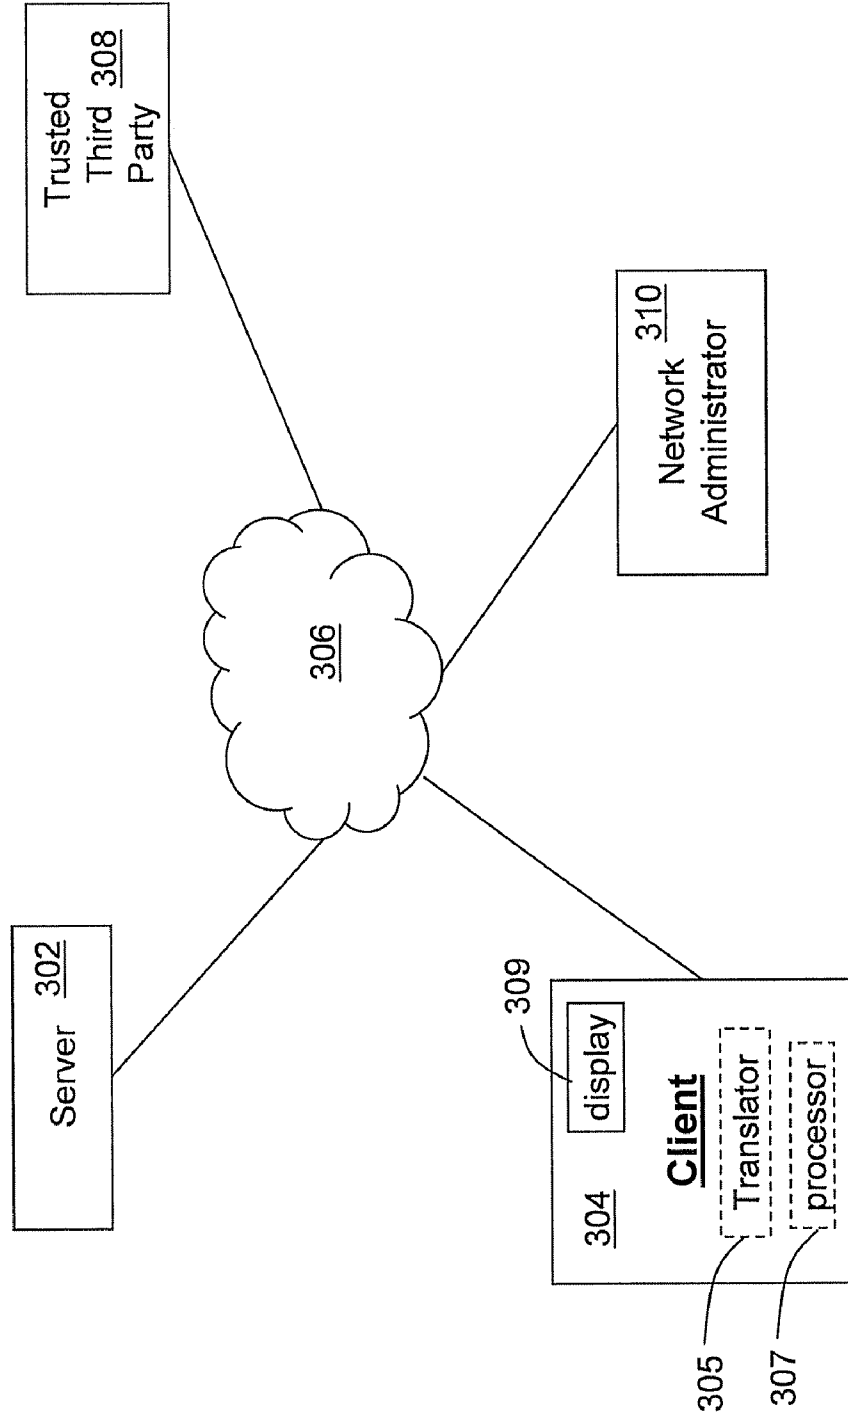 Server 302
Trusted
Third 308
Party
306
304
display
309
Client
305
Translator
307
processor
310
Network
Administrator